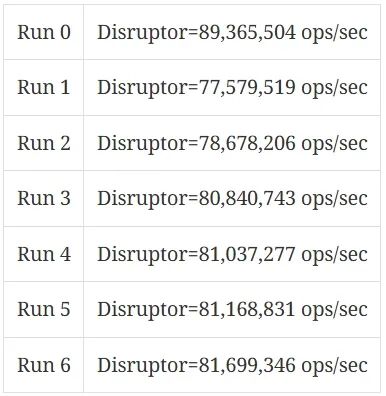 Run 0 Disruptor=89,365,504 ops/sec
Run 1 Disruptor=77,579,519 ops/sec
Run 2 Disruptor=78,678,206 ops/sec
Run 3 Disruptor=80,840,743 ops/sec
Run 4 Disruptor=81,037,277 ops/sec
Run 5 Disruptor=81,168,831 ops/sec
Run 6 Disruptor=81,699,346 ops/sec